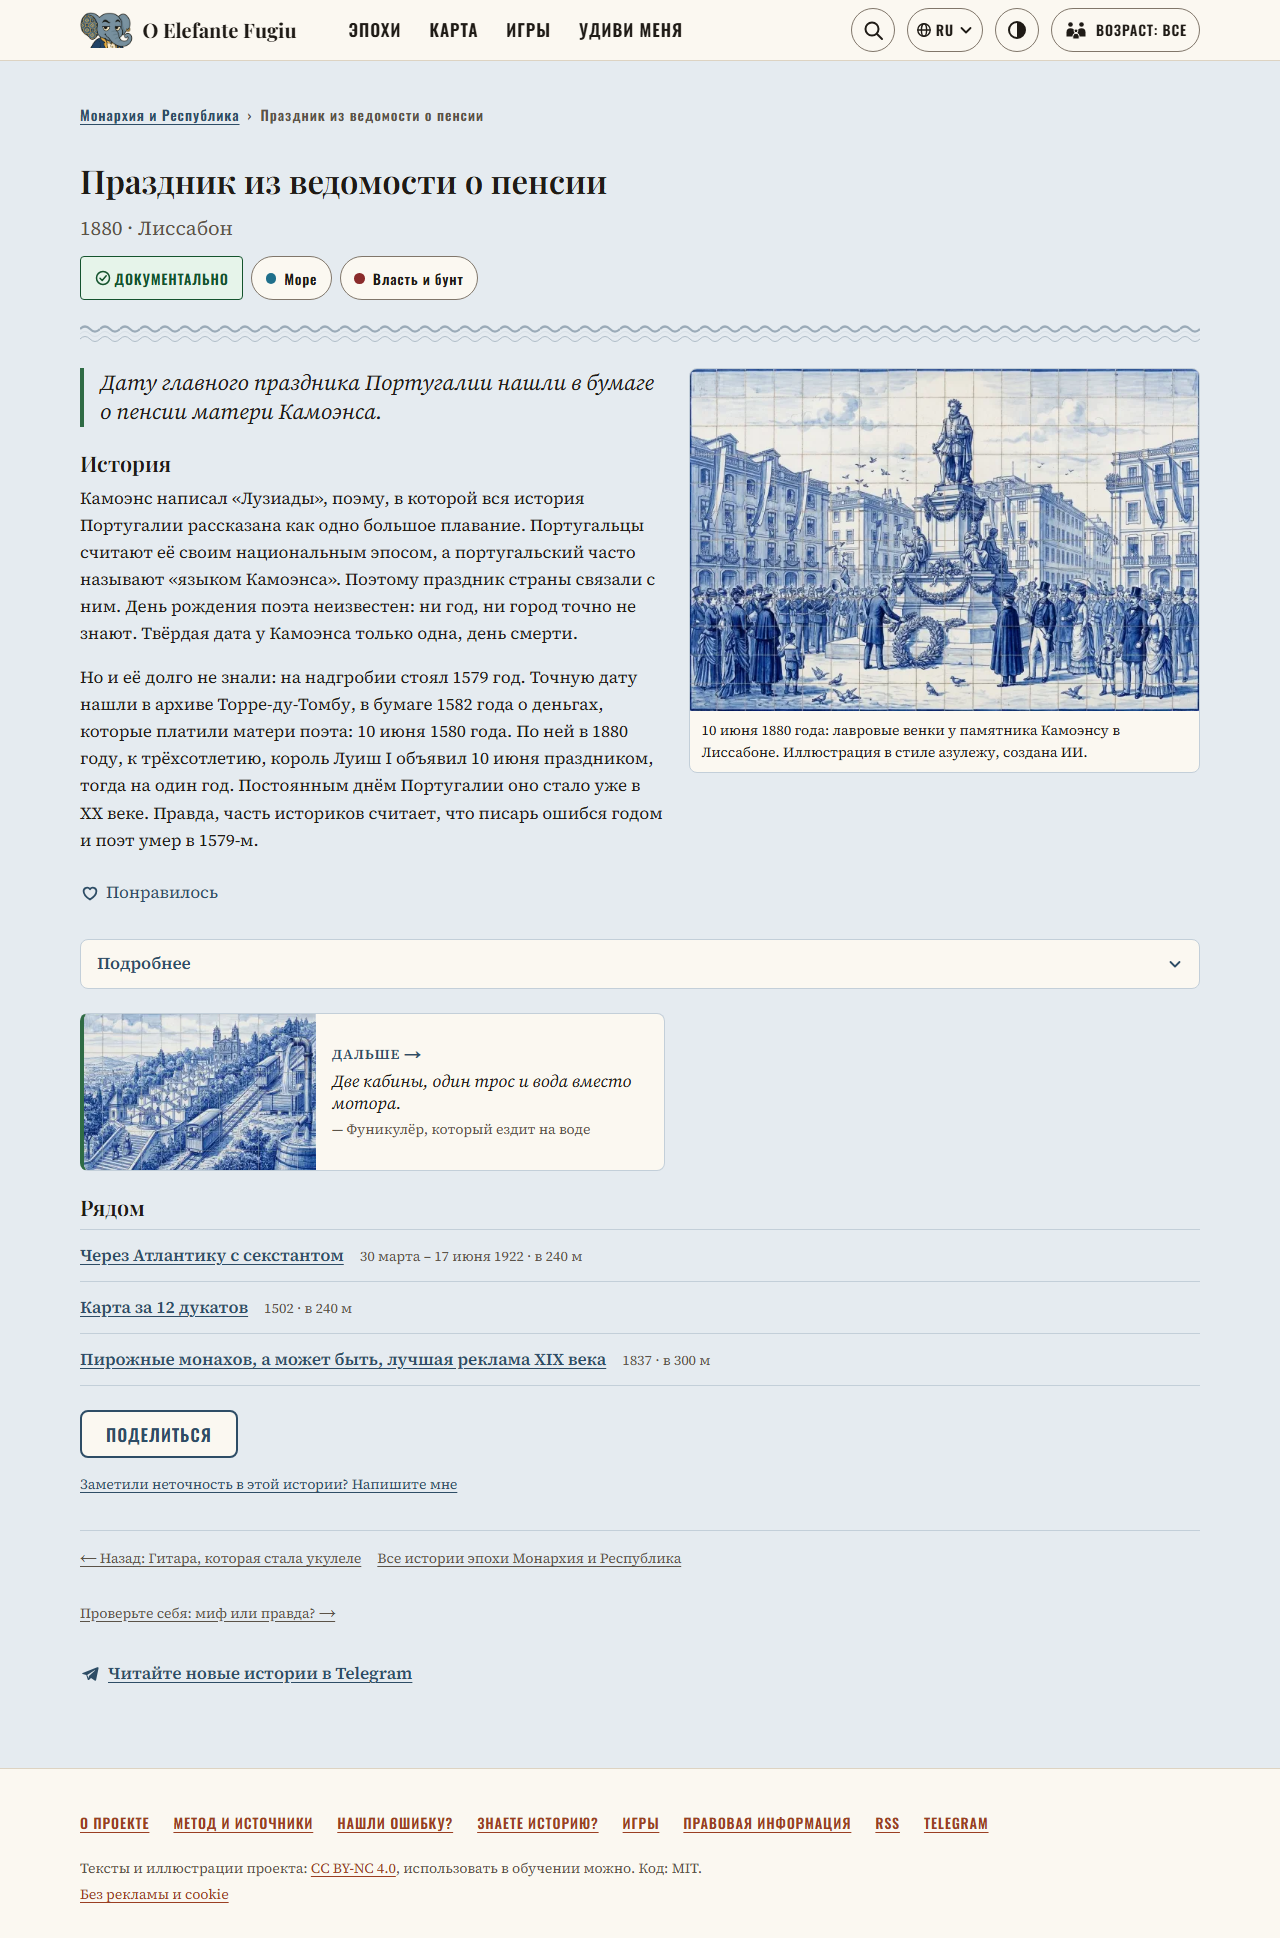 O Elefante Fugiu
ЭПОХИ
КАРТА
ИГРЫ
УДИВИ МЕНЯ
RU
ВОЗРАСТ: ВСЕ
Монархия и Республика › Праздник из ведомости о пенсии
Праздник из ведомости о пенсии
1880 · Лиссабон
ДОКУМЕНТАЛЬНО
Море
Власть и бунт
Дату главного праздника Португалии нашли в бумаге
о пенсии матери Камоэнса.
История
Камоэнс написал «Лузиады», поэму, в которой вся история
Португалии рассказана как одно большое плавание. Португальцы
считают её своим национальным эпосом, а португальский часто
называют «языком Камоэнса». Поэтому праздник страны связали с
ним. День рождения поэта неизвестен: ни год, ни город точно не
знают. Твёрдая дата у Камоэнса только одна, день смерти.
Но и её долго не знали: на надгробии стоял 1579 год. Точную дату
нашли в архиве Торре-ду-Томбу, в бумаге 1582 года о деньгах,
которые платили матери поэта: 10 июня 1580 года. По ней в 1880
году, к трёхсотлетию, король Луиш I объявил 10 июня праздником,
тогда на один год. Постоянным днём Португалии оно стало уже в
XX веке. Правда, часть историков считает, что писарь ошибся годом
и поэт умер в 1579-м.
10 июня 1880 года: лавровые венки у памятника Камоэнсу в
Лиссабоне. Иллюстрация в стиле азулежу, создана ИИ.
Понравилось
Подробнее
ДАЛЬШЕ →
Две кабины, один трос и вода вместо
мотора.
— Фуникулёр, который ездит на воде
Рядом
Через Атлантику с секстантом 30 марта – 17 июня 1922 · в 240 м
Карта за 12 дукатов 1502 · в 240 м
Пирожные монахов, а может быть, лучшая реклама XIX века 1837 · в 300 м
ПОДЕЛИТЬСЯ
Заметили неточность в этой истории? Напишите мне
← Назад: Гитара, которая стала укулеле Все истории эпохи Монархия и Республика
Проверьте себя: миф или правда? →
Читайте новые истории в Telegram
О ПРОЕКТЕ
МЕТОД И ИСТОЧНИКИ
НАШЛИ ОШИБКУ?
ЗНАЕТЕ ИСТОРИЮ?
ИГРЫ
ПРАВОВАЯ ИНФОРМАЦИЯ
RSS
TELEGRAM
Тексты и иллюстрации проекта: CC BY-NC 4.0, использовать в обучении можно. Код: MIT.
Без рекламы и cookie